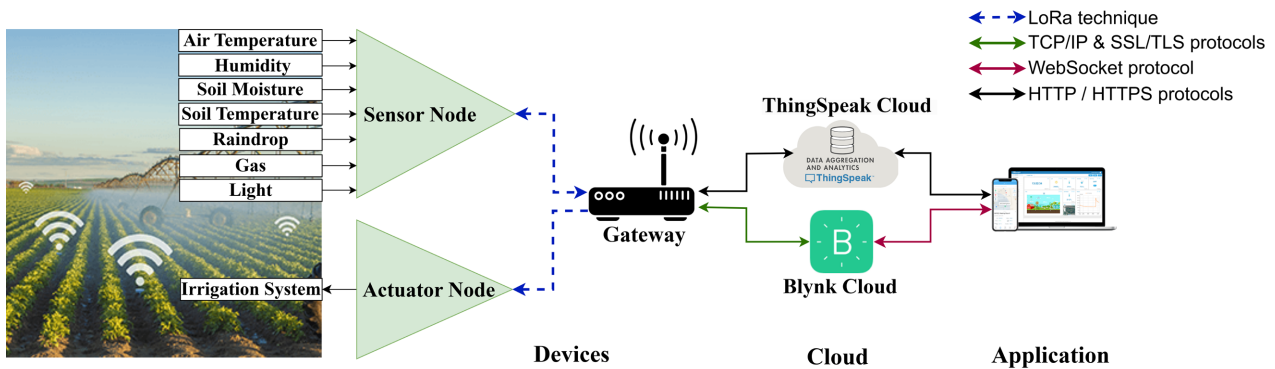 Air Temperature
Humidity
Soil Moisture
Soil Temperature
Raindrop
Gas
Light
Sensor Node
Irrigation System
Actuator Node
Gateway
ThingSpeak Cloud
DATA AGGREGATION
AND ANALYTICS
ThingSpeak™
B
Blynk Cloud
LoRa technique
TCP/IP & SSL/TLS protocols
WebSocket protocol
HTTP / HTTPS protocols
Devices
Cloud
Application